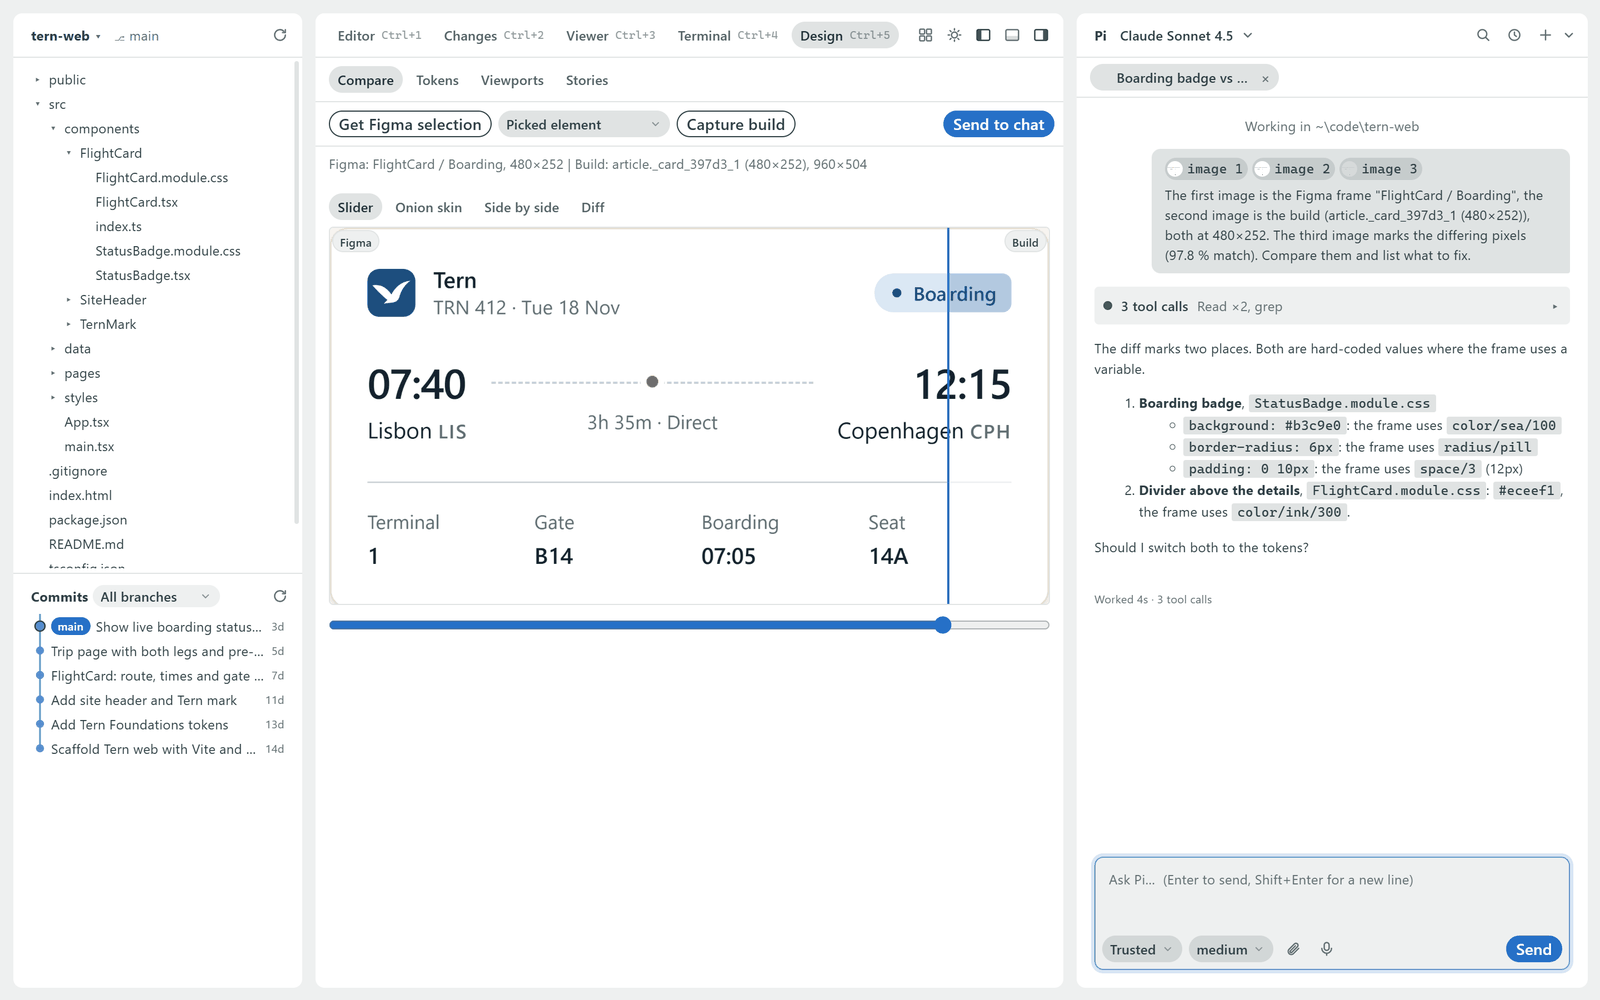 tern-web
main
public
src
components
FlightCard
FlightCard.module.css
FlightCard.tsx
index.ts
StatusBadge.module.css
StatusBadge.tsx
SiteHeader
TernMark
data
pages
styles
App.tsx
main.tsx
.gitignore
index.html
package.json
README.md
tsconfig.json
Commits All branches
main Show live boarding status... 3d
Trip page with both legs and pre-... 5d
FlightCard: route, times and gate ... 7d
Add site header and Tern mark 11d
Add Tern Foundations tokens 13d
Scaffold Tern web with Vite and ... 14d
Editor Ctrl+1 Changes Ctrl+2 Viewer Ctrl+3 Terminal Ctrl+4 Design Ctrl+5
Compare Tokens Viewports Stories
Get Figma selection Picked element Capture build Send to chat
Figma: FlightCard / Boarding, 480×252 | Build: article._card_397d3_1 (480×252), 960×504
Slider Onion skin Side by side Diff
Figma Build
Tern
TRN 412 · Tue 18 Nov
Boarding
07:40 12:15
3h 35m · Direct
Lisbon LIS Copenhagen CPH
Terminal Gate Boarding Seat
1 B14 07:05 14A
Pi Claude Sonnet 4.5
Boarding badge vs ... ×
Working in ~\code\tern-web
image 1 image 2 image 3
The first image is the Figma frame "FlightCard / Boarding", the
second image is the build (article._card_397d3_1 (480×252)),
both at 480×252. The third image marks the differing pixels
(97.8 % match). Compare them and list what to fix.
3 tool calls Read ×2, grep
The diff marks two places. Both are hard-coded values where the frame uses a
variable.
1. Boarding badge, StatusBadge.module.css
background: #b3c9e0: the frame uses color/sea/100
border-radius: 6px: the frame uses radius/pill
padding: 0 10px: the frame uses space/3 (12px)
2. Divider above the details, FlightCard.module.css: #eceef1,
the frame uses color/ink/300.
Should I switch both to the tokens?
Worked 4s · 3 tool calls
Ask Pi... (Enter to send, Shift+Enter for a new line)
Trusted medium Send